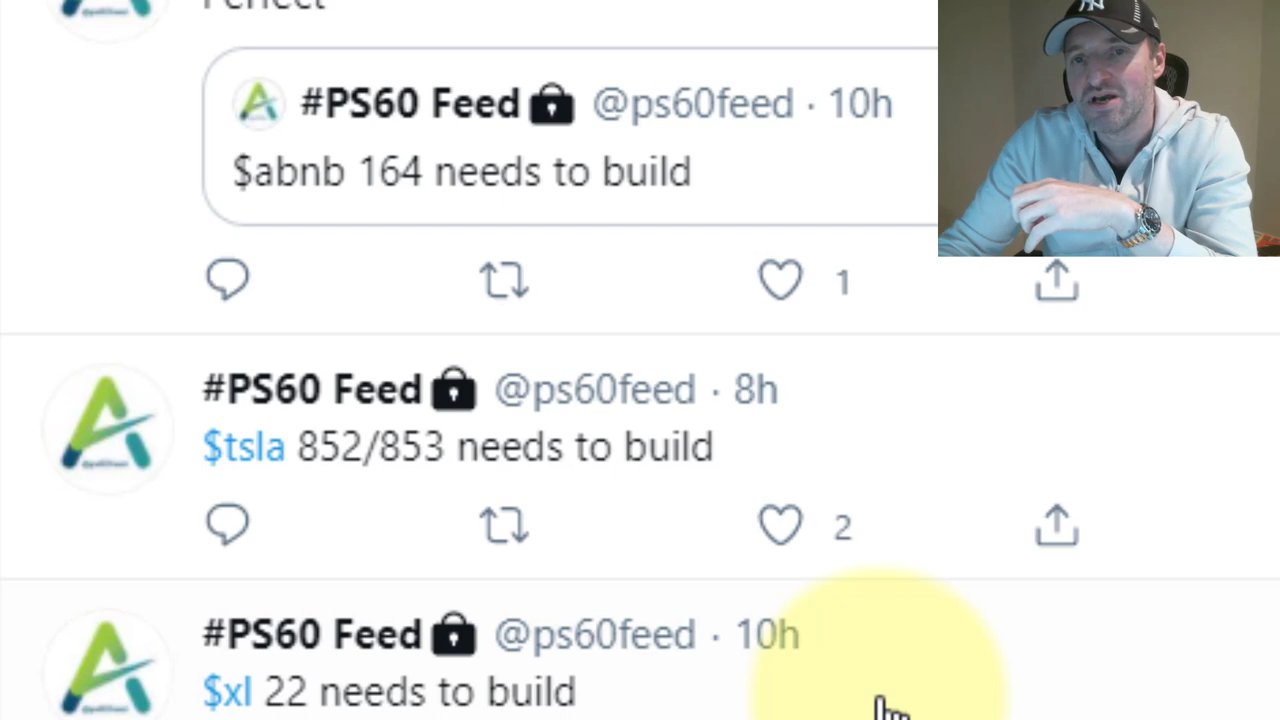 Perfect
#PS60 Feed @ps60feed · 10h
$abnb 164 needs to build
1
#PS60 Feed @ps60feed · 8h
$tsla 852/853 needs to build
2
#PS60 Feed @ps60feed · 10h
$xl 22 needs to build